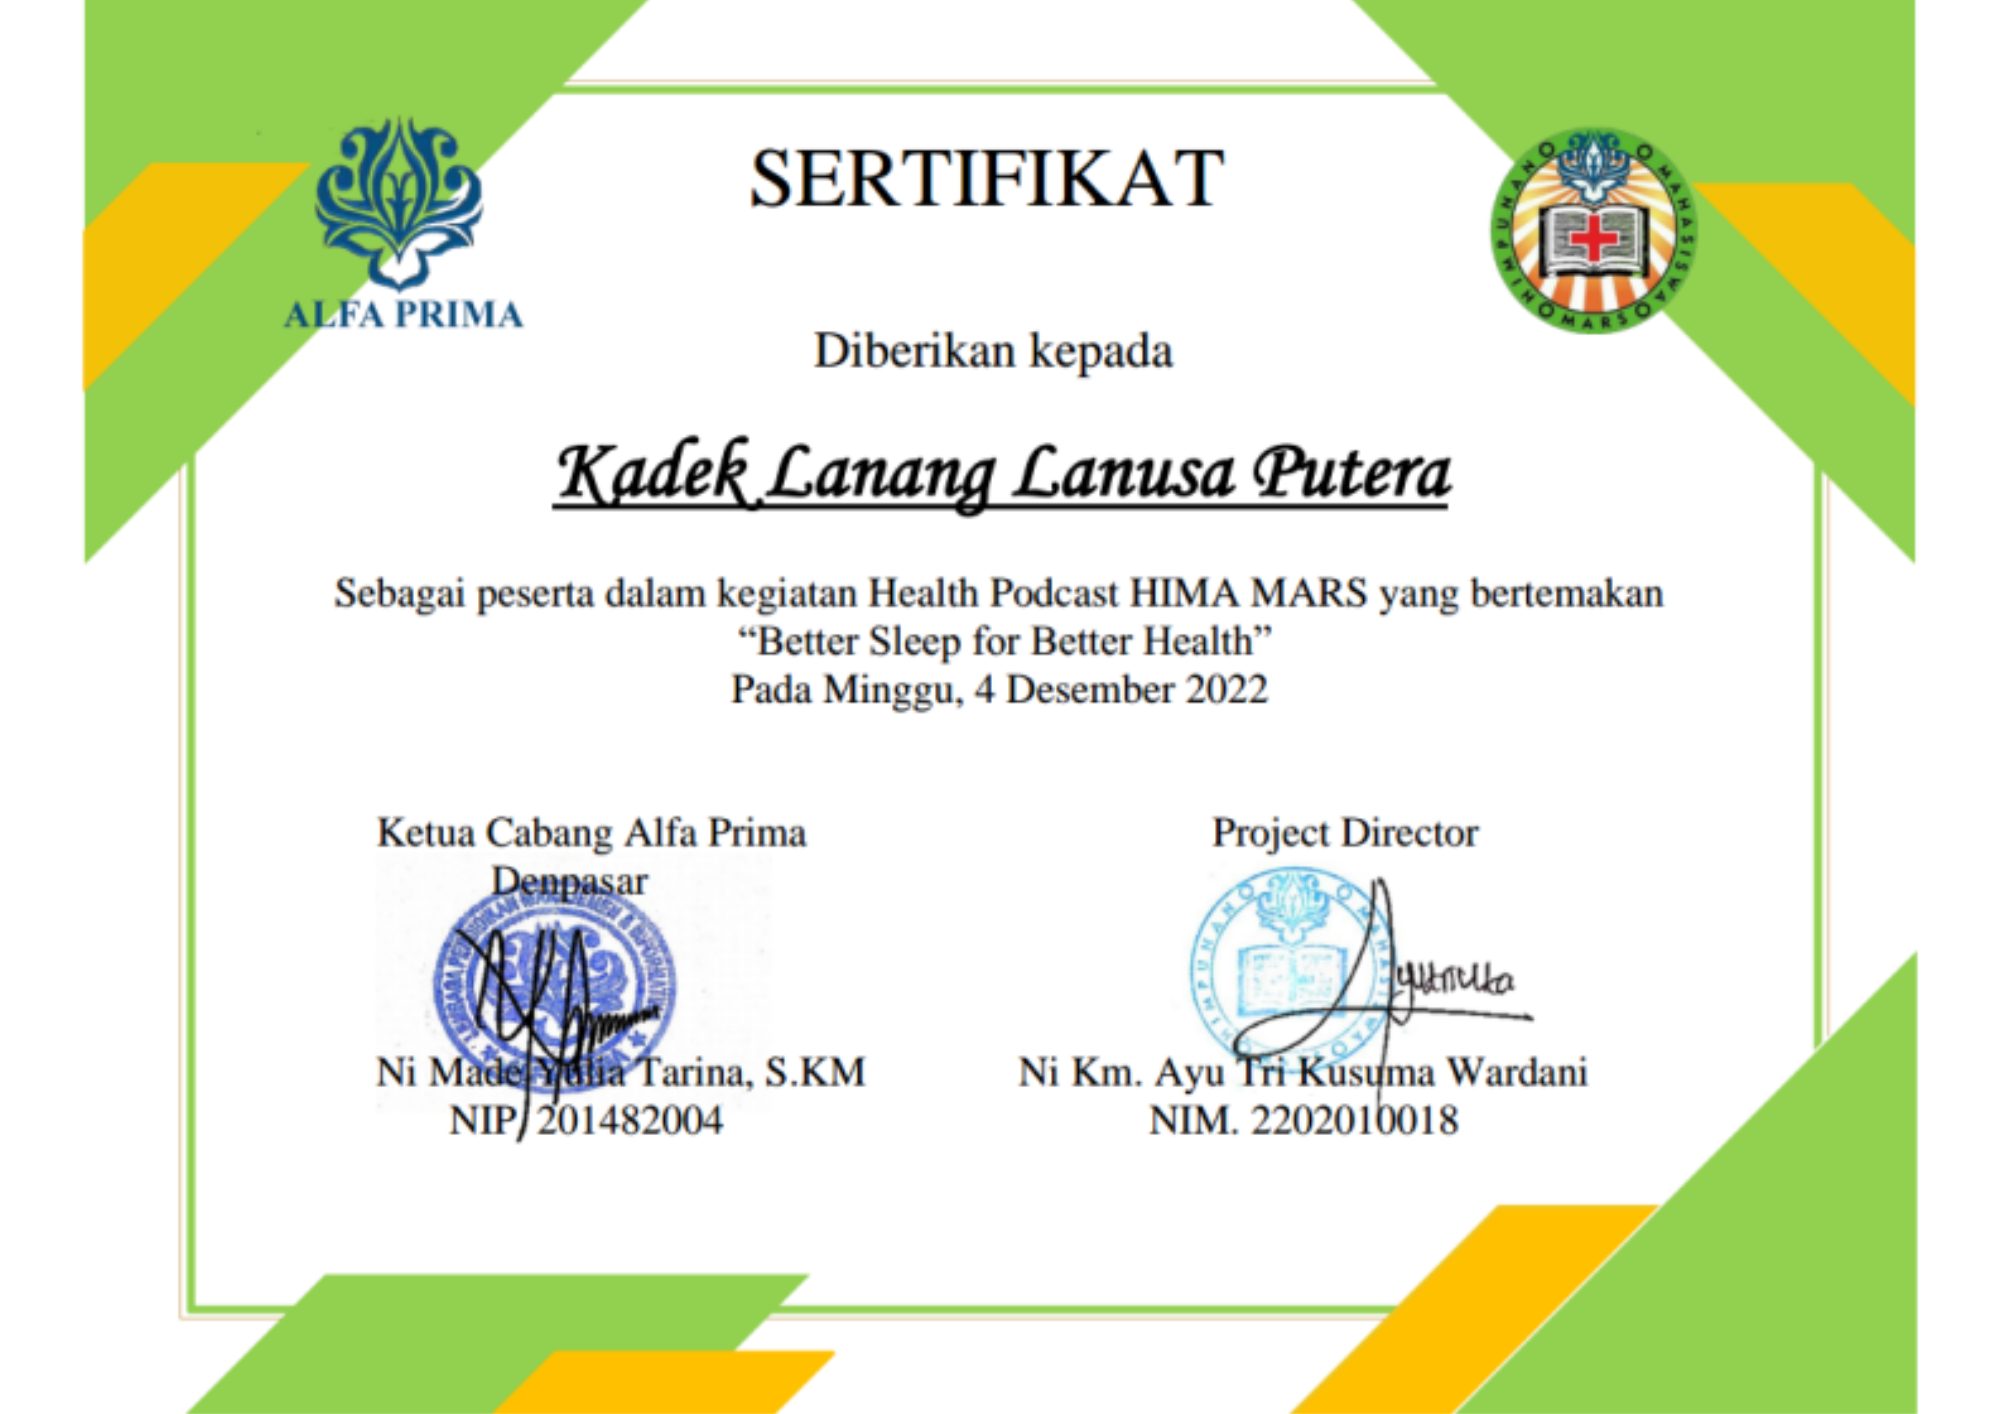 SERTIFIKAT
ALFA PRIMA
HIMPUNAN MAHASISWA MARS
Diberikan kepada
Kadek Lanang Lanusa Putera
Sebagai peserta dalam kegiatan Health Podcast HIMA MARS yang bertemakan
“Better Sleep for Better Health”
Pada Minggu, 4 Desember 2022
Ketua Cabang Alfa Prima
Denpasar
Ni Made Yulia Tarina, S.KM
NIP. 201482004
Project Director
HIMPUNAN MAHASISWA
Ni Km. Ayu Tri Kusuma Wardani
NIM. 2202010018